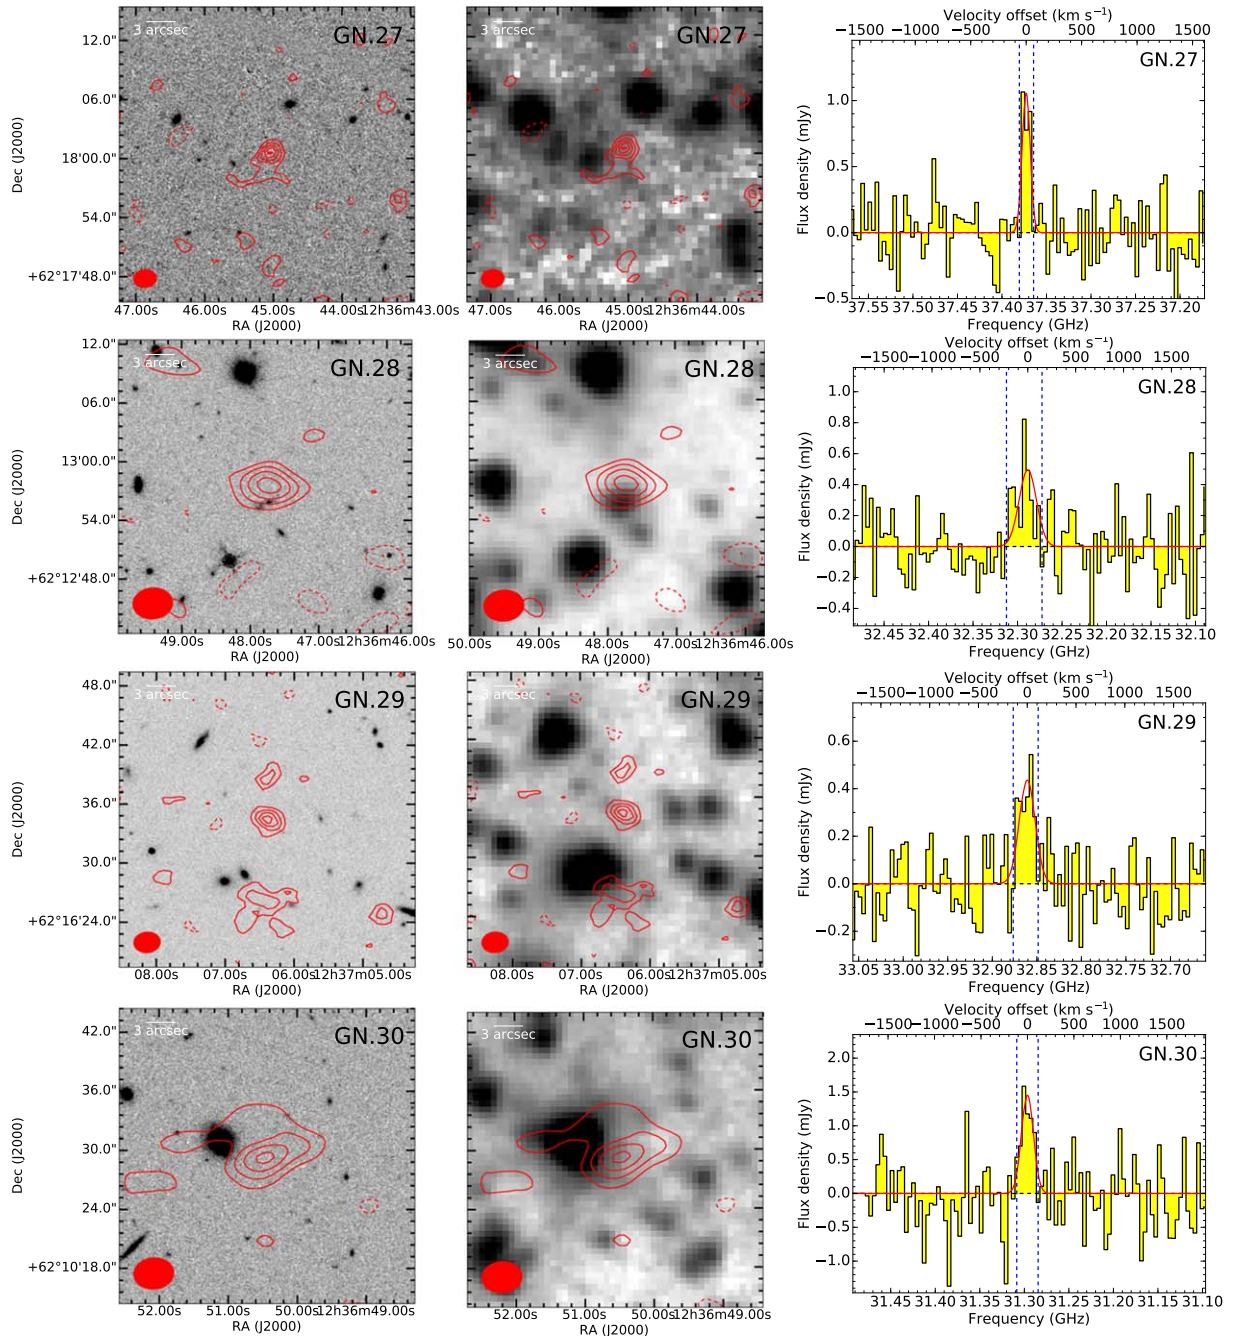 3 arcsec
GN.27
12.0"
06.0"
18'00.0"
54.0"
+62°17'48.0"
Dec (J2000)
47.00s 46.00s 45.00s 44.00s 12h36m43.00s
RA (J2000)
3 arcsec
GN.27
47.00s 46.00s 45.00s 44.00s 12h36m43.00s
RA (J2000)
Velocity offset (km s⁻¹)
−1500 −1000 −500 0 500 1000 1500
GN.27
1.0
0.5
0.0
−0.5
Flux density (mJy)
37.55 37.50 37.45 37.40 37.35 37.30 37.25 37.20
Frequency (GHz)
3 arcsec
GN.28
12.0"
06.0"
13'00.0"
54.0"
+62°12'48.0"
Dec (J2000)
49.00s 48.00s 47.00s 12h36m46.00s
RA (J2000)
3 arcsec
GN.28
50.00s 49.00s 48.00s 47.00s 12h36m46.00s
RA (J2000)
Velocity offset (km s⁻¹)
−1500 −1000 −500 0 500 1000 1500
GN.28
1.0
0.8
0.6
0.4
0.2
0.0
−0.2
−0.4
Flux density (mJy)
32.45 32.40 32.35 32.30 32.25 32.20 32.15 32.10
Frequency (GHz)
3 arcsec
GN.29
48.0"
42.0"
36.0"
30.0"
+62°16'24.0"
Dec (J2000)
08.00s 07.00s 06.00s 12h37m05.00s
RA (J2000)
3 arcsec
GN.29
08.00s 07.00s 06.00s 12h37m05.00s
RA (J2000)
Velocity offset (km s⁻¹)
−1500 −1000 −500 0 500 1000 1500
GN.29
0.6
0.4
0.2
0.0
−0.2
Flux density (mJy)
33.05 33.00 32.95 32.90 32.85 32.80 32.75 32.70
Frequency (GHz)
3 arcsec
GN.30
42.0"
36.0"
30.0"
24.0"
+62°10'18.0"
Dec (J2000)
52.00s 51.00s 50.00s 12h36m49.00s
RA (J2000)
3 arcsec
GN.30
52.00s 51.00s 50.00s 12h36m49.00s
RA (J2000)
Velocity offset (km s⁻¹)
−1500 −1000 −500 0 500 1000 1500
GN.30
2.0
1.5
1.0
0.5
0.0
−0.5
−1.0
Flux density (mJy)
31.45 31.40 31.35 31.30 31.25 31.20 31.15 31.10
Frequency (GHz)